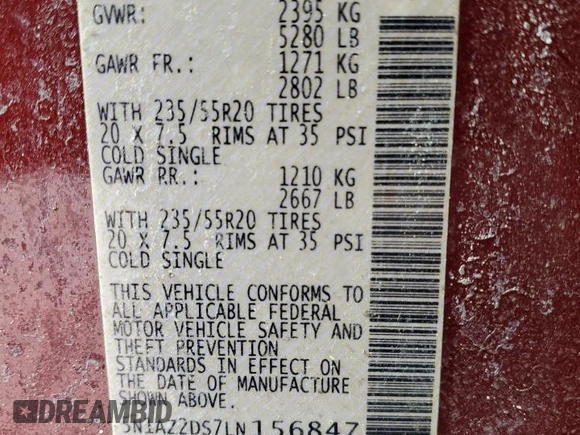 GVWR: 2395 KG
5280 LB
GAWR FR.: 1271 KG
2802 LB
WITH 235/55R20 TIRES
20 X 7.5 RIMS AT 35 PSI
COLD SINGLE
GAWR RR.: 1210 KG
2667 LB
WITH 235/55R20 TIRES
20 X 7.5 RIMS AT 35 PSI
COLD SINGLE
THIS VEHICLE CONFORMS TO
ALL APPLICABLE FEDERAL
MOTOR VEHICLE SAFETY AND
THEFT PREVENTION
STANDARDS IN EFFECT ON
THE DATE OF MANUFACTURE
SHOWN ABOVE.
5N1AZ2DS7LN156847
DREAMBID